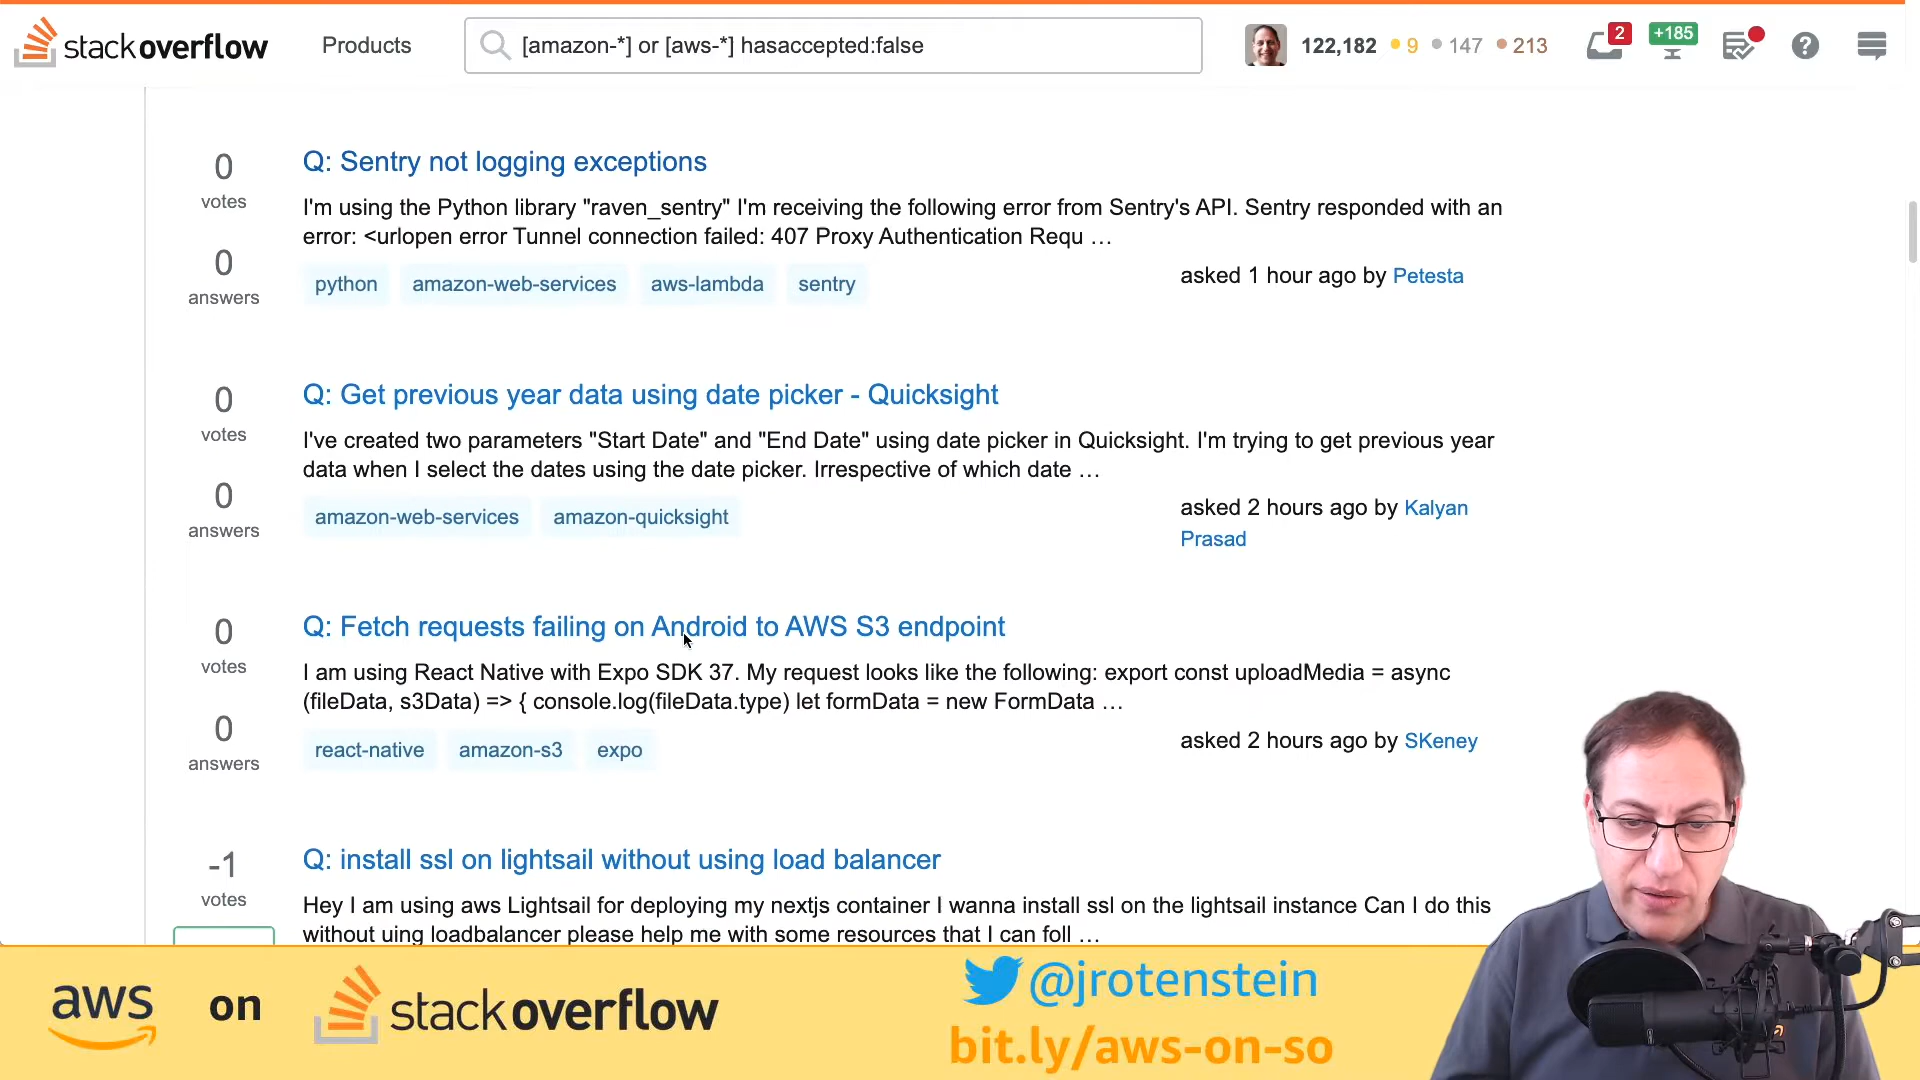 stackoverflow
Products
[amazon-*] or [aws-*] hasaccepted:false
122,182 9 147 213
2
+185
?
0
votes
0
answers
Q: Sentry not logging exceptions
I'm using the Python library "raven_sentry" I'm receiving the following error from Sentry's API. Sentry responded with an
error: <urlopen error Tunnel connection failed: 407 Proxy Authentication Requ …
python amazon-web-services aws-lambda sentry
asked 1 hour ago by Petesta
0
votes
0
answers
Q: Get previous year data using date picker - Quicksight
I've created two parameters "Start Date" and "End Date" using date picker in Quicksight. I'm trying to get previous year
data when I select the dates using the date picker. Irrespective of which date …
amazon-web-services amazon-quicksight
asked 2 hours ago by Kalyan
Prasad
0
votes
0
answers
Q: Fetch requests failing on Android to AWS S3 endpoint
I am using React Native with Expo SDK 37. My request looks like the following: export const uploadMedia = async
(fileData, s3Data) => { console.log(fileData.type) let formData = new FormData …
react-native amazon-s3 expo
asked 2 hours ago by SKeney
-1
votes
Q: install ssl on lightsail without using load balancer
Hey I am using aws Lightsail for deploying my nextjs container I wanna install ssl on the lightsail instance Can I do this
without uing loadbalancer please help me with some resources that I can foll …
aws on stackoverflow
@jrotenstein
bit.ly/aws-on-so